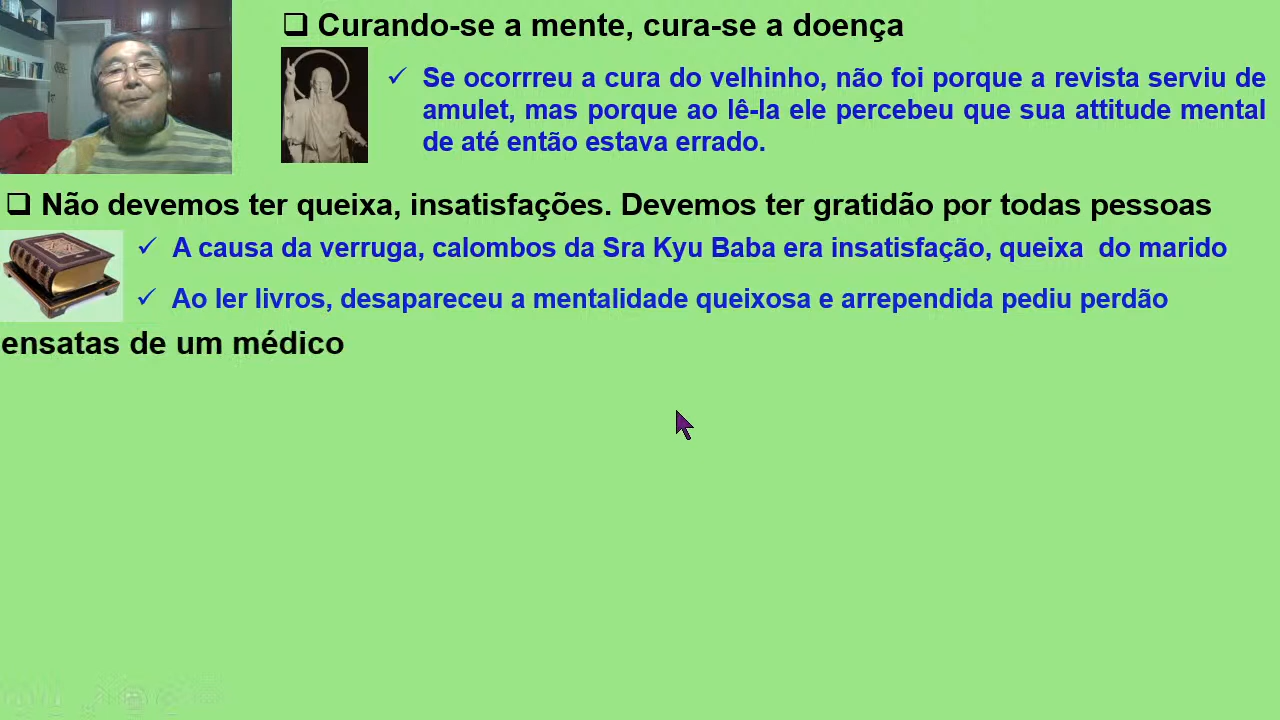 Curando-se a mente, cura-se a doença
Se ocorrreu a cura do velhinho, não foi porque a revista serviu de
amulet, mas porque ao lê-la ele percebeu que sua attitude mental
de até então estava errado.
Não devemos ter queixa, insatisfações. Devemos ter gratidão por todas pessoas
A causa da verruga, calombos da Sra Kyu Baba era insatisfação, queixa do marido
Ao ler livros, desapareceu a mentalidade queixosa e arrependida pediu perdão
ensatas de um médico